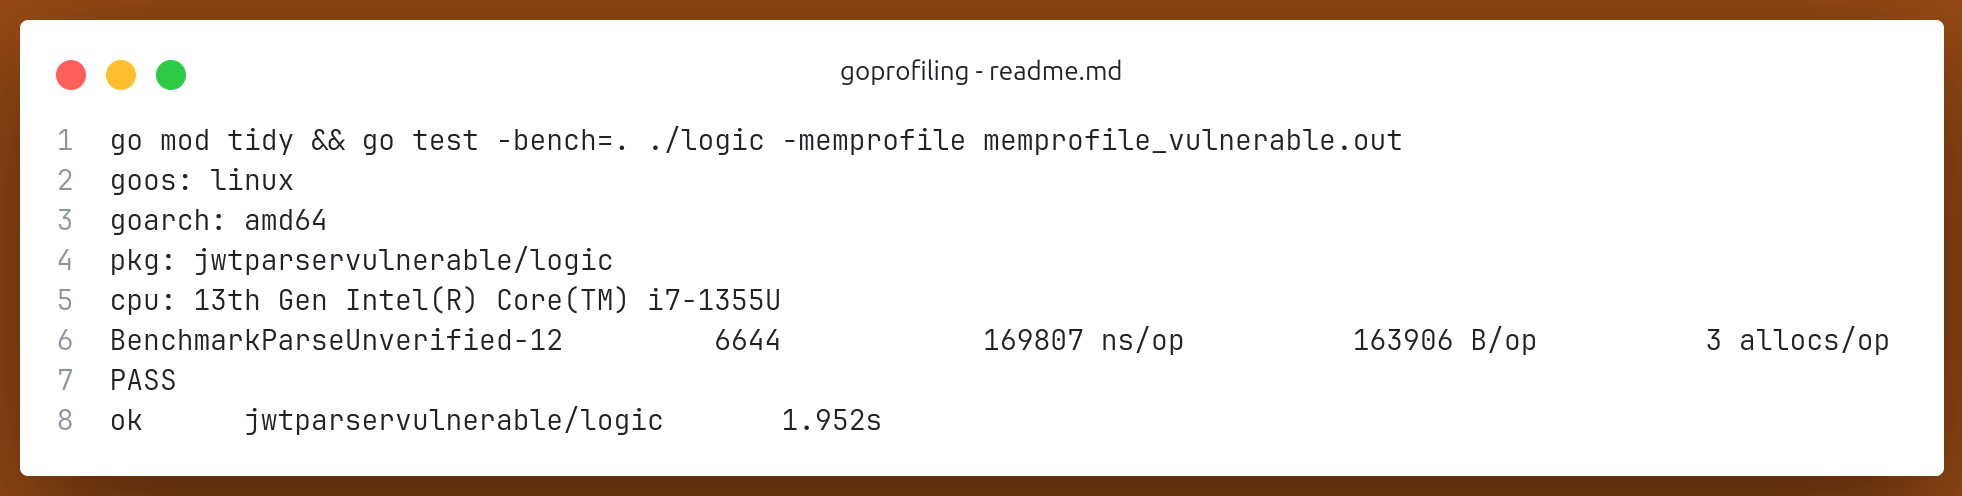 goprofiling - readme.md
1 go mod tidy && go test -bench=. ./logic -memprofile memprofile_vulnerable.out
2 goos: linux
3 goarch: amd64
4 pkg: jwtparservulnerable/logic
5 cpu: 13th Gen Intel(R) Core(TM) i7-1355U
6 BenchmarkParseUnverified-12         6644            169807 ns/op          163906 B/op          3 allocs/op
7 PASS
8 ok      jwtparservulnerable/logic       1.952s